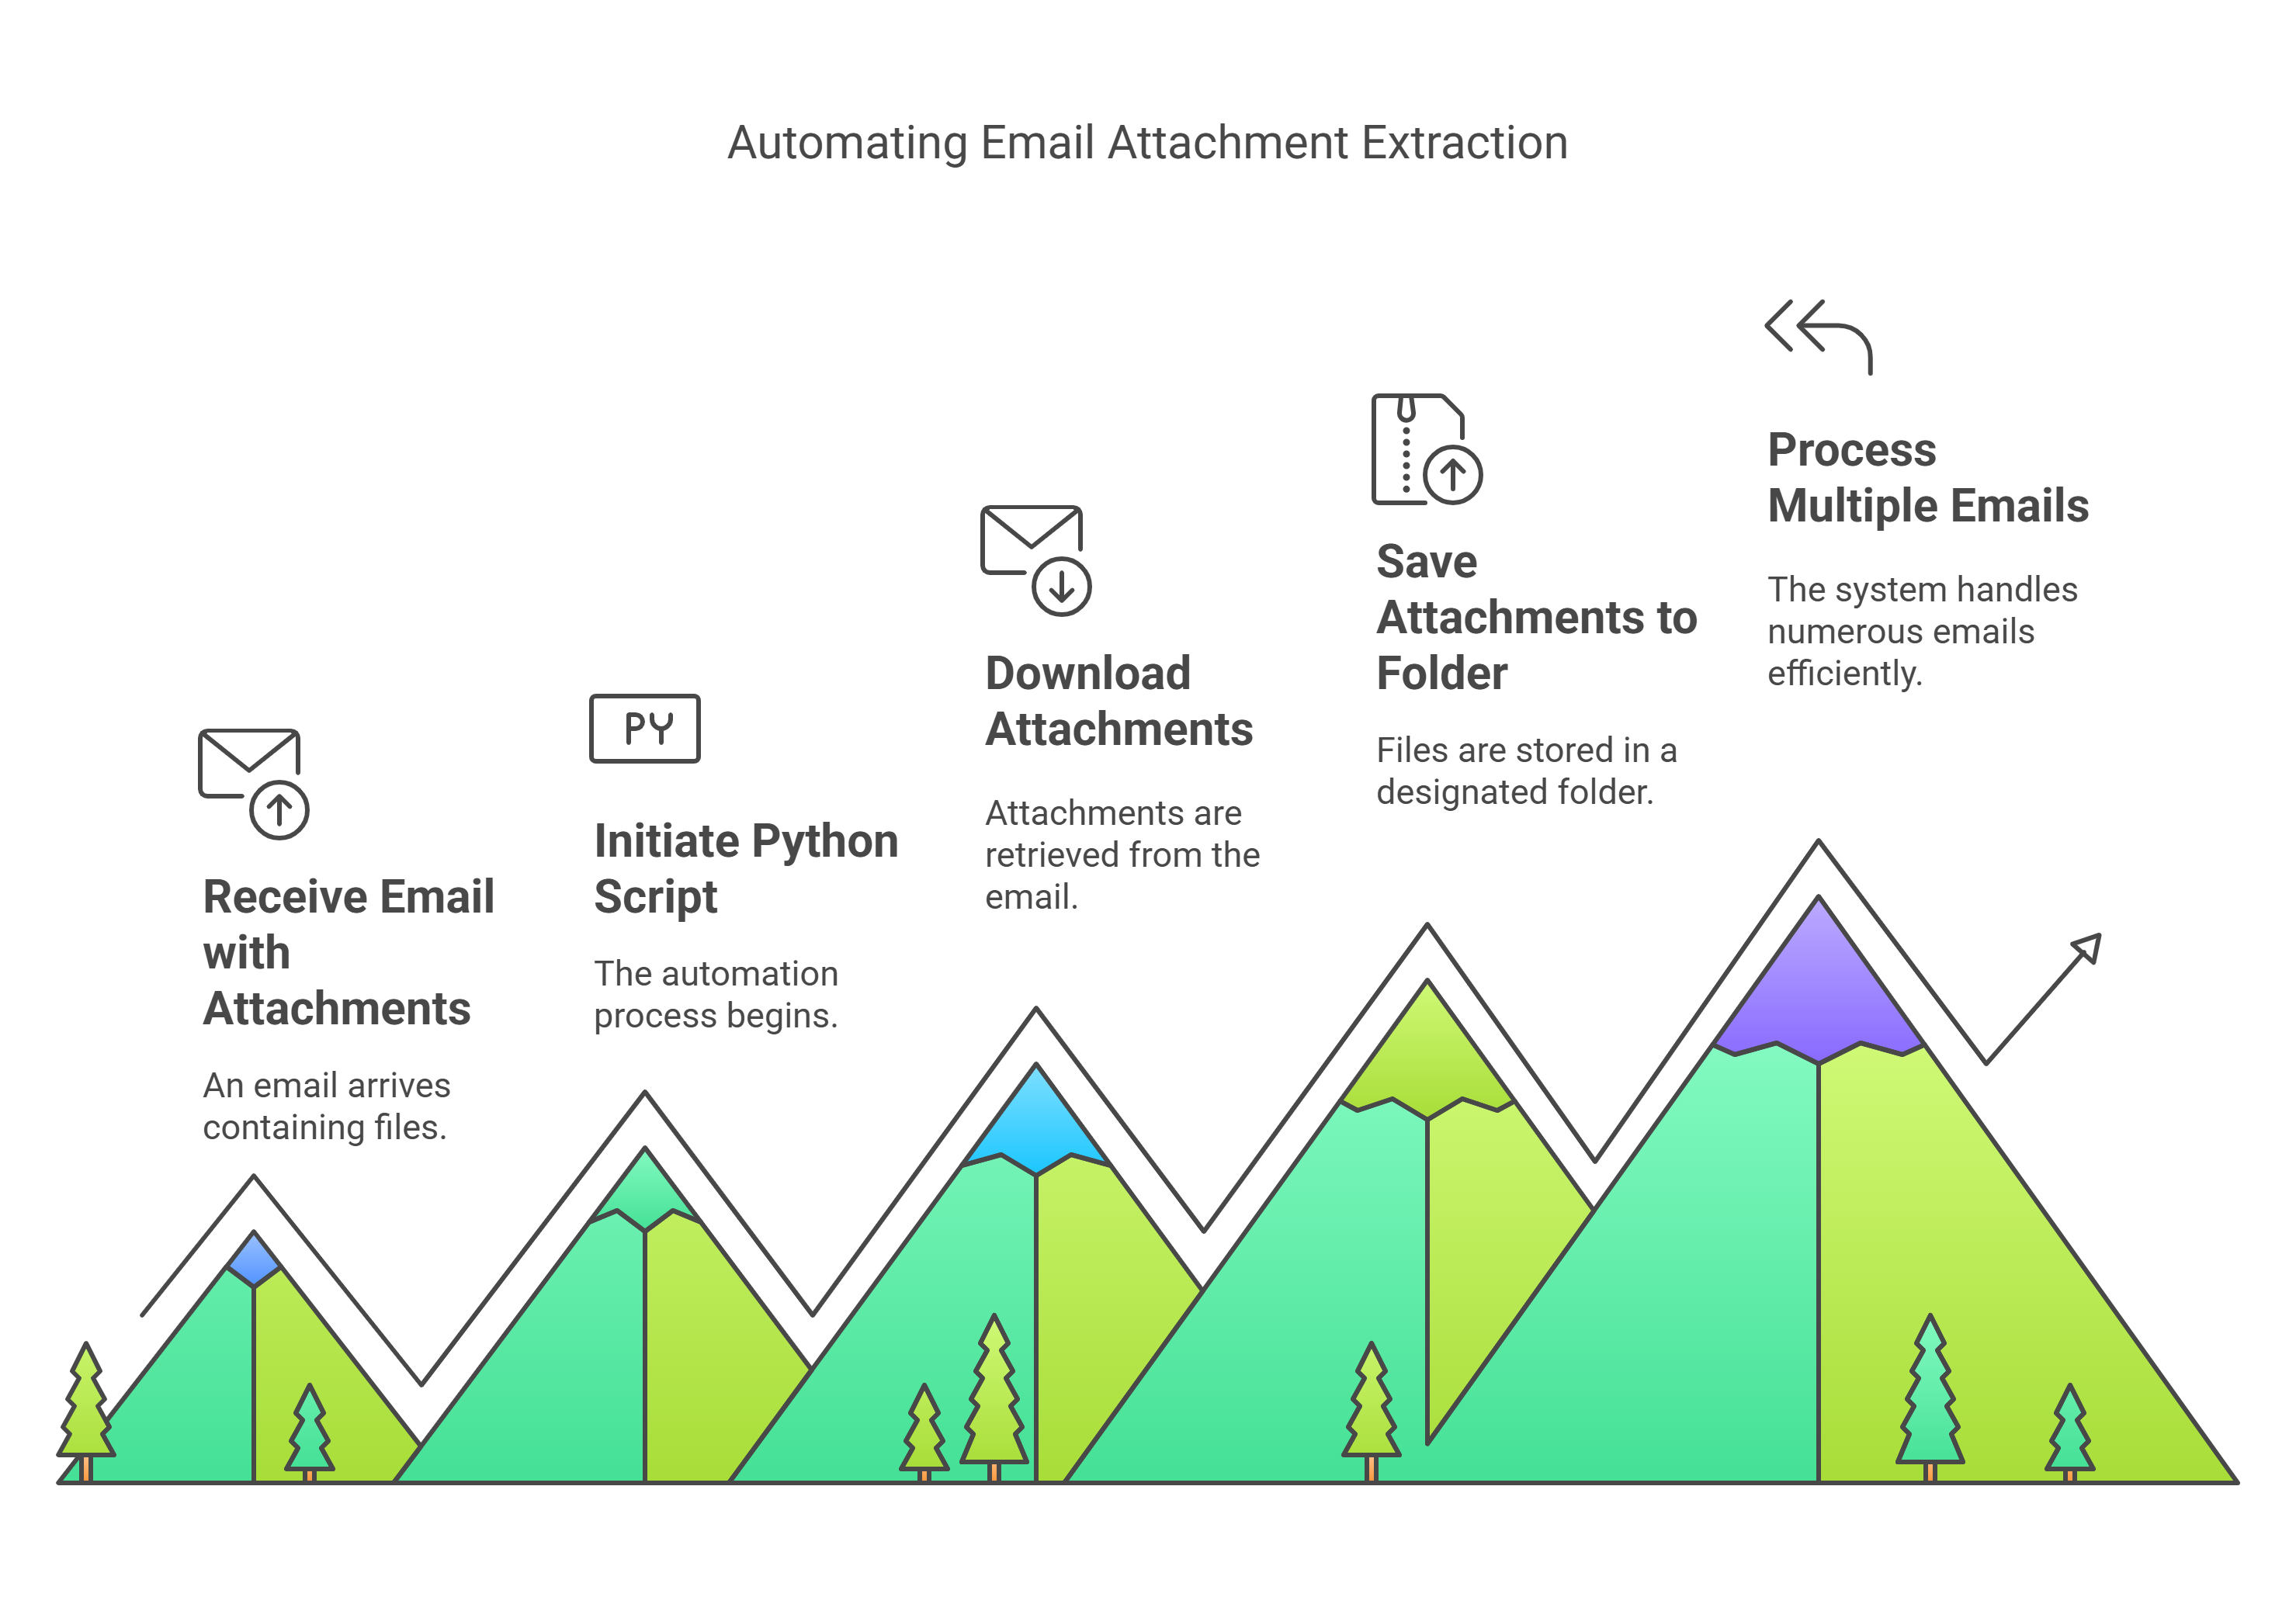 Automating Email Attachment Extraction
Receive Email
with
Attachments
An email arrives
containing files.
PY
Initiate Python
Script
The automation
process begins.
Download
Attachments
Attachments are
retrieved from the
email.
Save
Attachments to
Folder
Files are stored in a
designated folder.
Process
Multiple Emails
The system handles
numerous emails
efficiently.